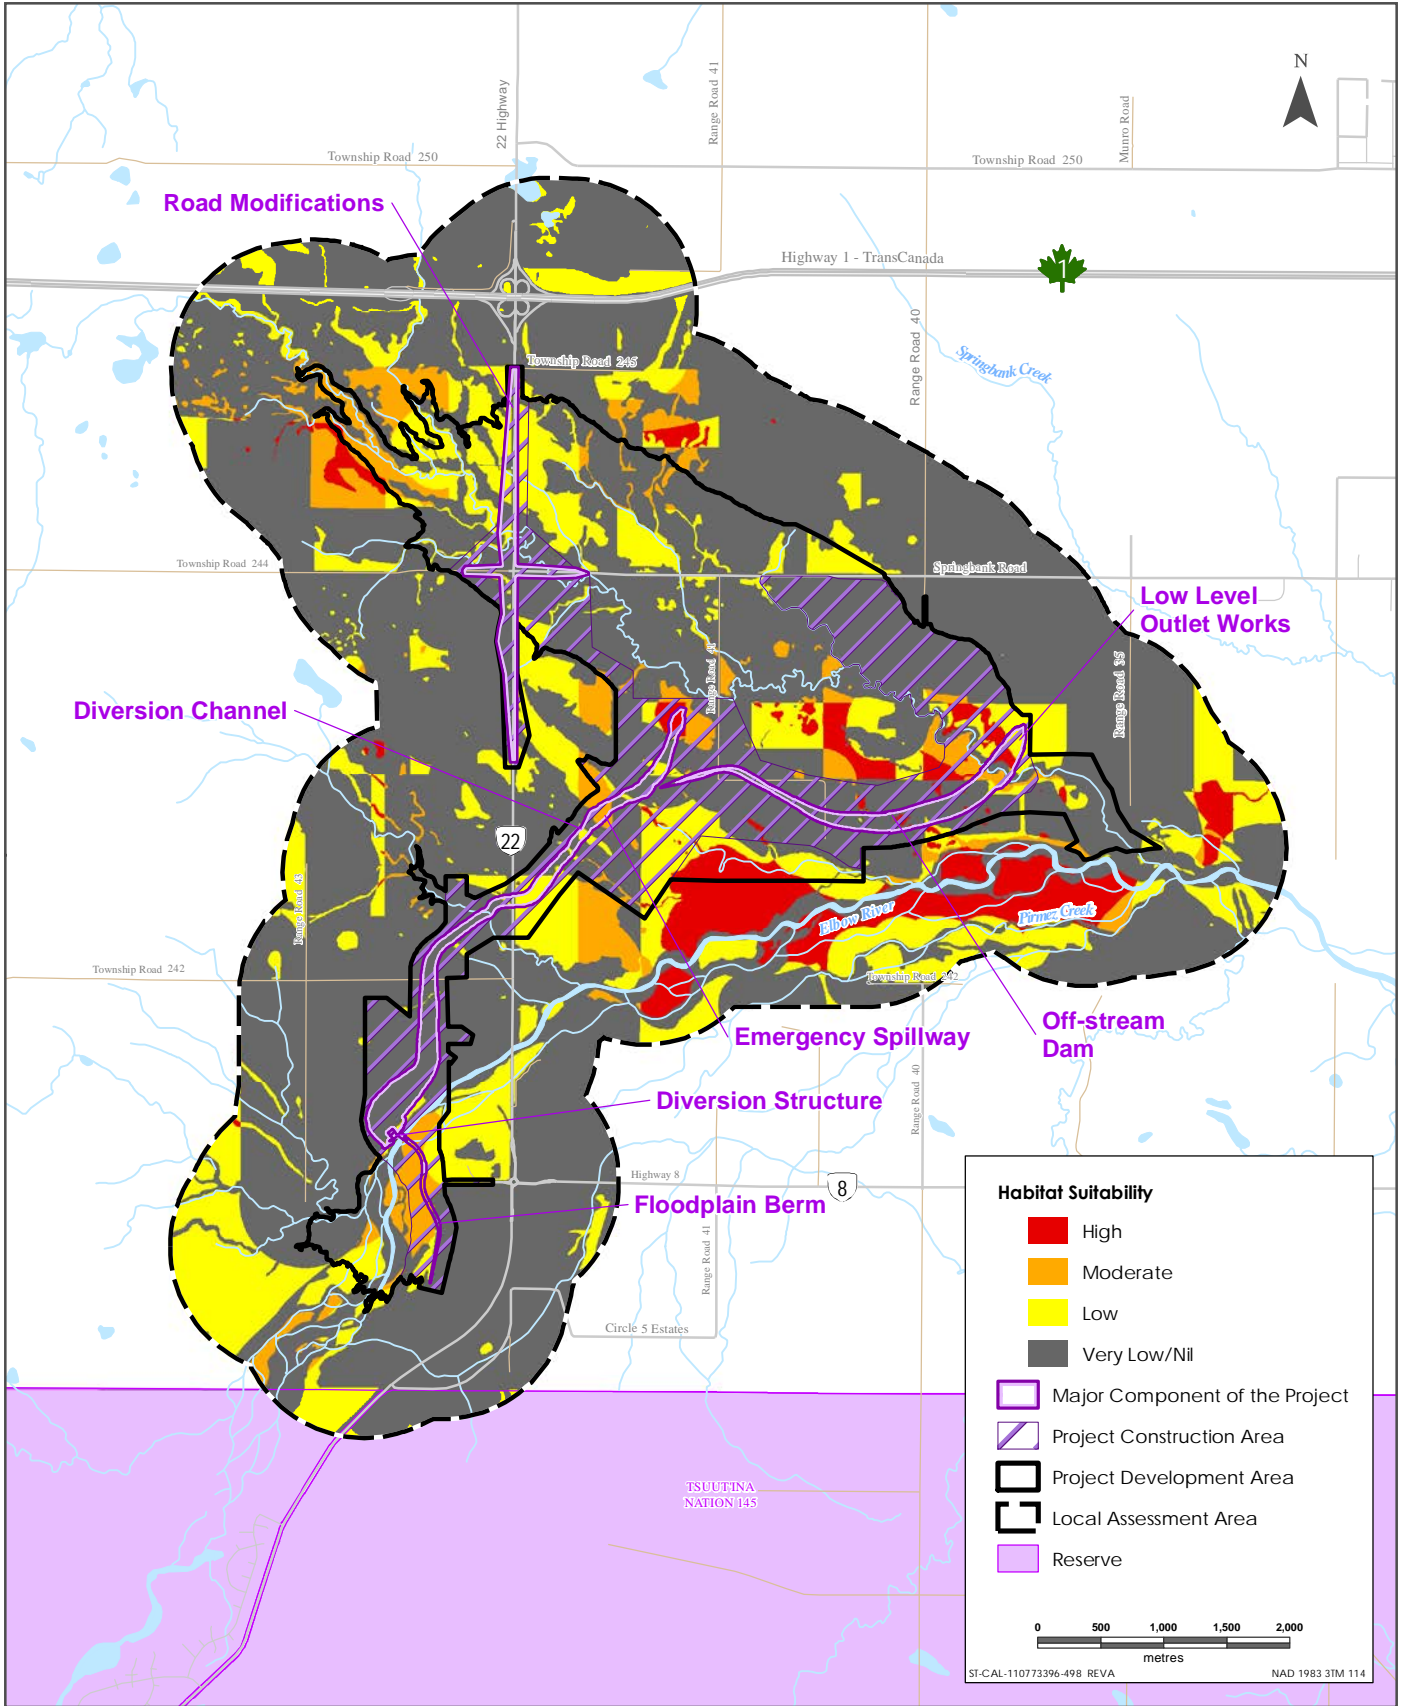 N
22 Highway
Range Road 41
Munro Road
Township Road 250
Township Road 250
Road Modifications
Highway 1 - TransCanada
1
Range Road 40
Springbank Creek
Township Road 245
Township Road 244
Springbank Road
Low Level
Outlet Works
Range Road 41
Range Road 35
Diversion Channel
22
Range Road 43
Elbow River
Pirmez Creek
Township Road 242
Township Road 242
Off-stream
Dam
Emergency Spillway
Diversion Structure
Range Road 40
Highway 8
8
Floodplain Berm
Range Road 41
Circle 5 Estates
TSUUT'INA
NATION 145
Habitat Suitability
High
Moderate
Low
Very Low/Nil
Major Component of the Project
Project Construction Area
Project Development Area
Local Assessment Area
Reserve
0 500 1,000 1,500 2,000
metres
ST-CAL-110773396-498 REVA
NAD 1983 3TM 114